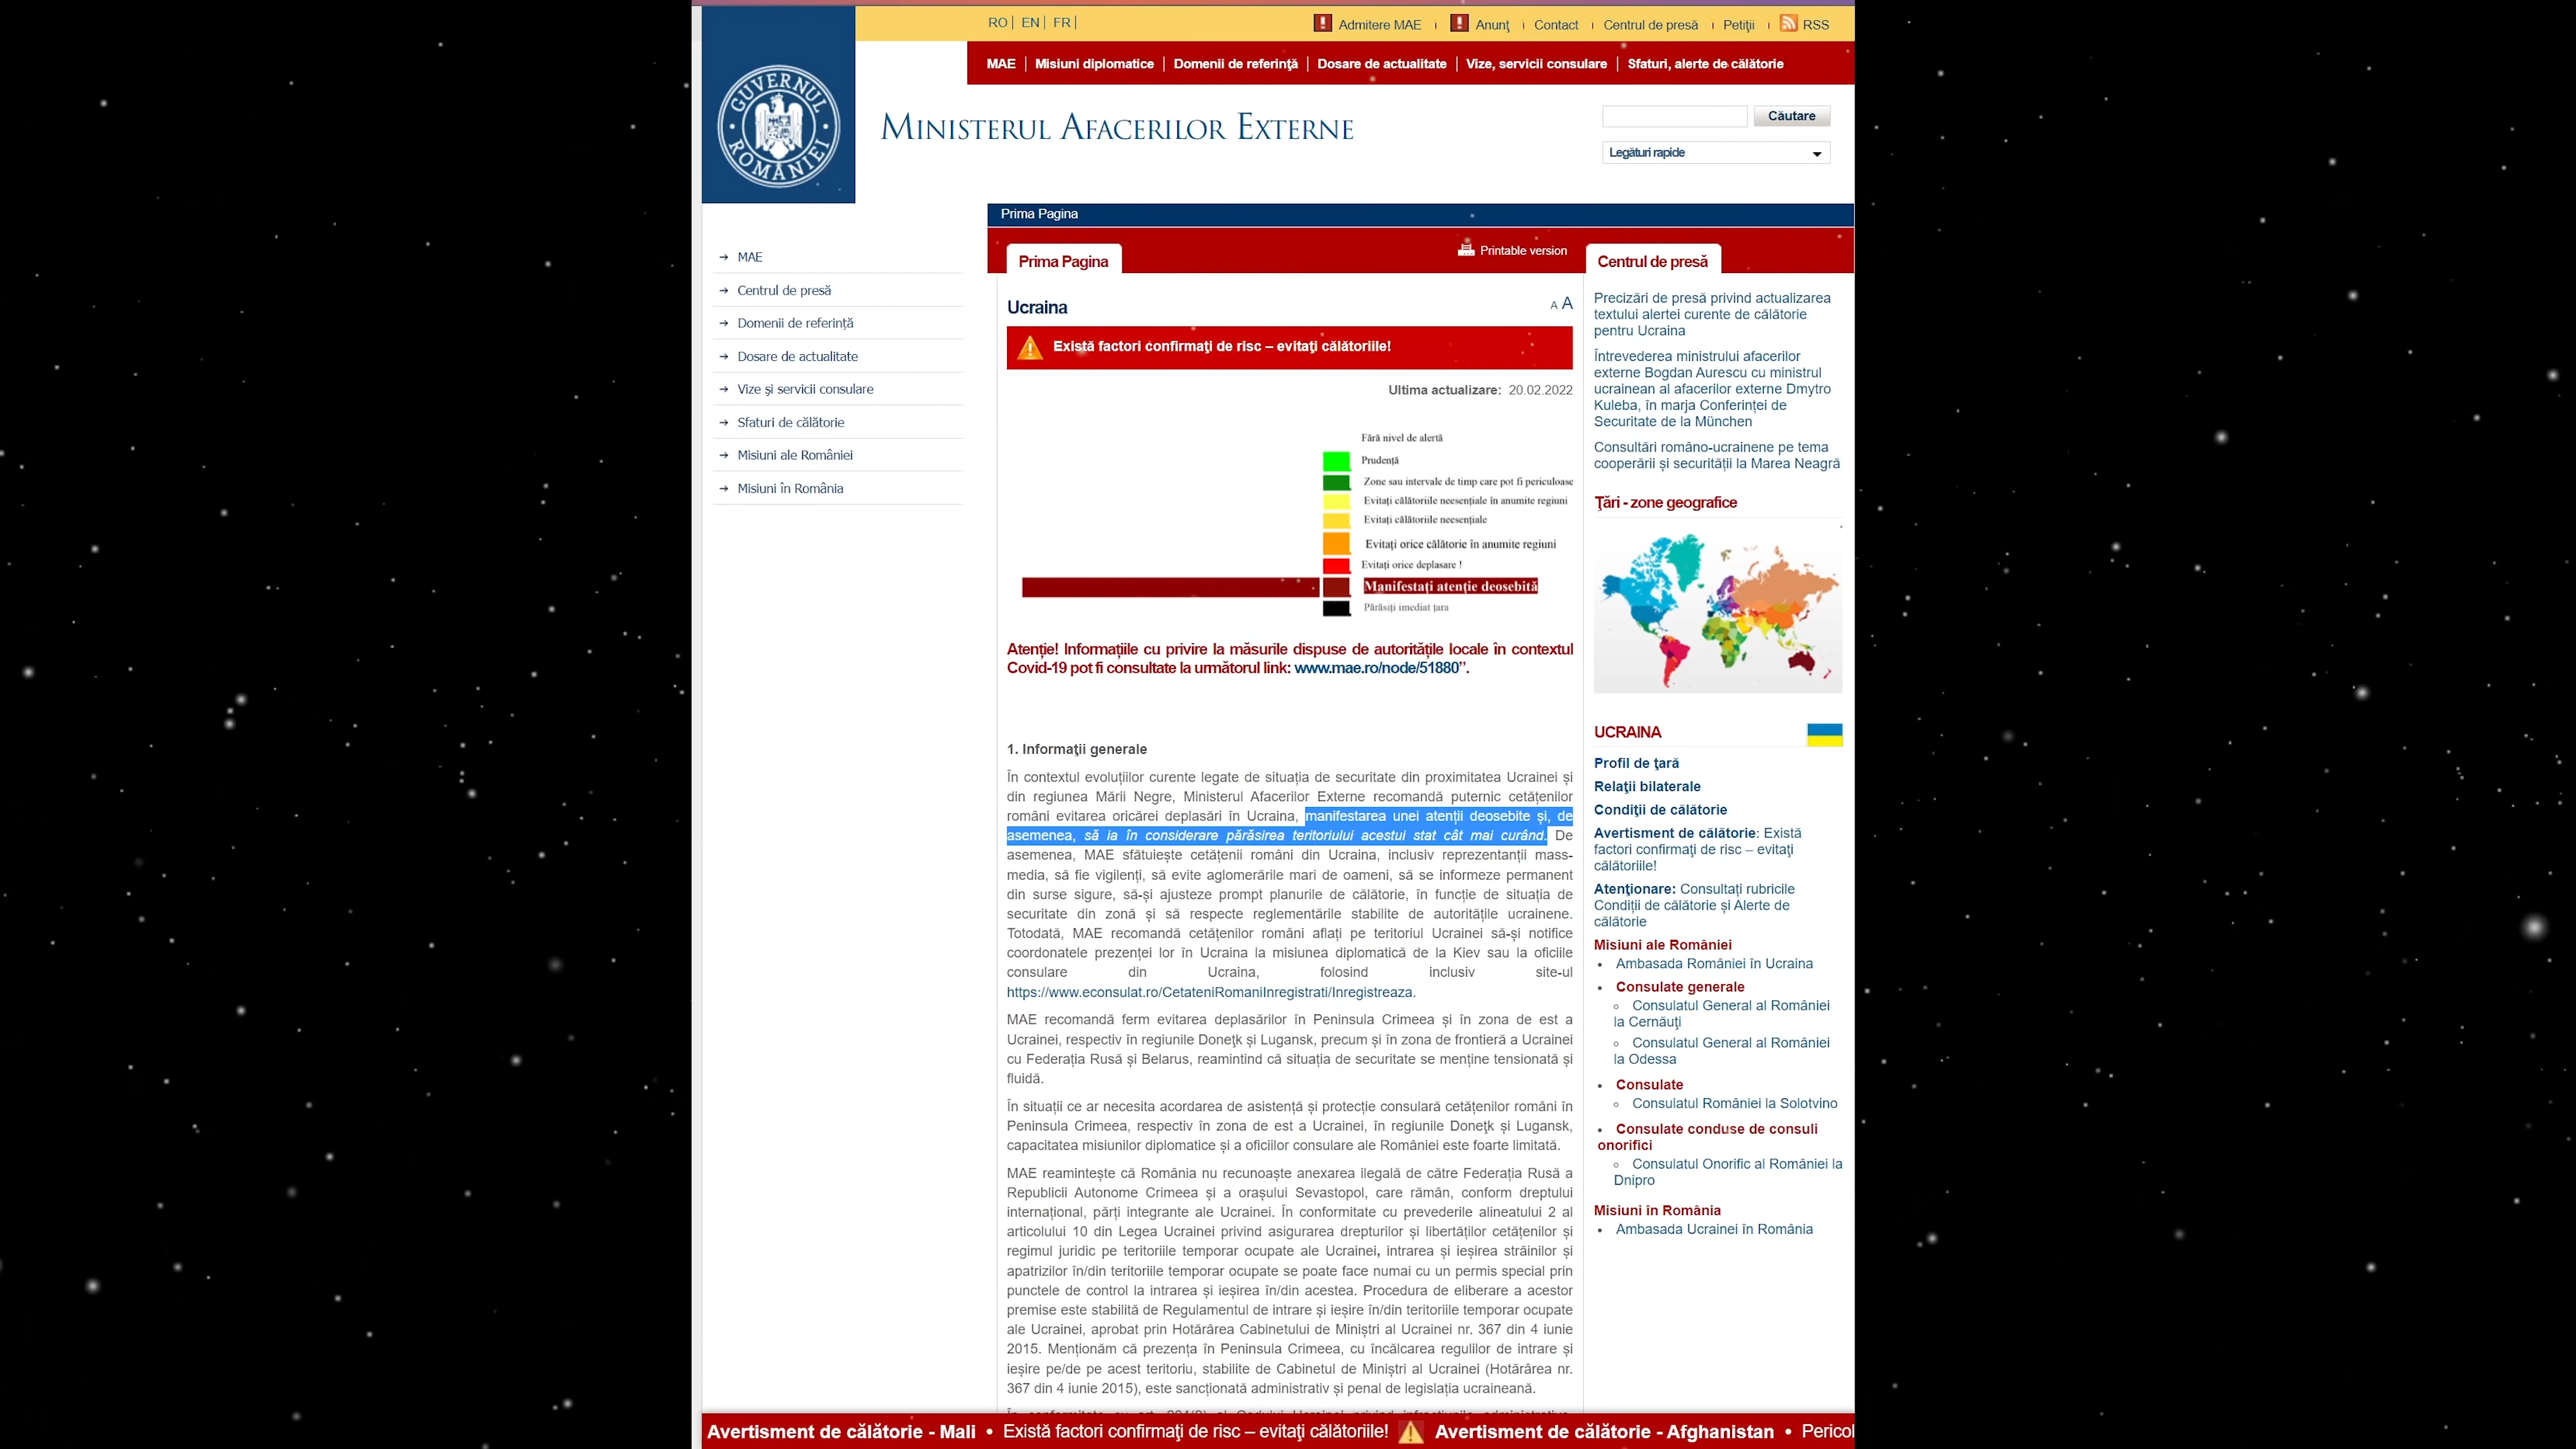 RO | EN | FR |
Admitere MAE
Anunţ
Contact
Centrul de presă
Petiţii
RSS
MAE
Misiuni diplomatice
Domenii de referinţă
Dosare de actualitate
Vize, servicii consulare
Sfaturi, alerte de călătorie
GUVERNUL ROMÂNIEI
Ministerul Afacerilor Externe
Căutare
Legături rapide
Prima Pagina
MAE
Centrul de presă
Domenii de referință
Dosare de actualitate
Vize şi servicii consulare
Sfaturi de călătorie
Misiuni ale României
Misiuni în România
Prima Pagina
Printable version
Ucraina
A A
Există factori confirmaţi de risc – evitaţi călătoriile!
Ultima actualizare: 20.02.2022
Fără nivel de alertă
Prudență
Zone sau intervale de timp care pot fi periculoase
Evitați călătoriile neesențiale în anumite regiuni
Evitați călătoriile neesențiale
Evitați orice călătorie în anumite regiuni
Evitați orice deplasare !
Manifestați atenție deosebită
Părăsiți imediat țara
Atenție! Informațiile cu privire la măsurile dispuse de autoritățile locale în contextul
Covid-19 pot fi consultate la următorul link: www.mae.ro/node/51880”.
1. Informaţii generale
În contextul evoluțiilor curente legate de situația de securitate din proximitatea Ucrainei și
din regiunea Mării Negre, Ministerul Afacerilor Externe recomandă puternic cetățenilor
români evitarea oricărei deplasări în Ucraina, manifestarea unei atenții deosebite și, de
asemenea, să ia în considerare părăsirea teritoriului acestui stat cât mai curând. De
asemenea, MAE sfătuiește cetățenii români din Ucraina, inclusiv reprezentanții mass-
media, să fie vigilenți, să evite aglomerările mari de oameni, să se informeze permanent
din surse sigure, să-și ajusteze prompt planurile de călătorie, în funcție de situația de
securitate din zonă și să respecte reglementările stabilite de autoritățile ucrainene.
Totodată, MAE recomandă cetățenilor români aflați pe teritoriul Ucrainei să-și notifice
coordonatele prezenței lor în Ucraina la misiunea diplomatică de la Kiev sau la oficiile
consulare din Ucraina, folosind inclusiv site-ul
https://www.econsulat.ro/CetateniRomaniInregistrati/Inregistreaza.
MAE recomandă ferm evitarea deplasărilor în Peninsula Crimeea și în zona de est a
Ucrainei, respectiv în regiunile Doneţk și Lugansk, precum și în zona de frontieră a Ucrainei
cu Federația Rusă și Belarus, reamintind că situația de securitate se menține tensionată și
fluidă.
În situații ce ar necesita acordarea de asistență și protecție consulară cetățenilor români în
Peninsula Crimeea, respectiv în zona de est a Ucrainei, în regiunile Doneţk și Lugansk,
capacitatea misiunilor diplomatice și a oficiilor consulare ale României este foarte limitată.
MAE reamintește că România nu recunoaște anexarea ilegală de către Federația Rusă a
Republicii Autonome Crimeea și a orașului Sevastopol, care rămân, conform dreptului
internațional, părți integrante ale Ucrainei. În conformitate cu prevederile alineatului 2 al
articolului 10 din Legea Ucrainei privind asigurarea drepturilor și libertăților cetățenilor și
regimul juridic pe teritoriile temporar ocupate ale Ucrainei, intrarea și ieșirea străinilor și
apatrizilor în/din teritoriile temporar ocupate se poate face numai cu un permis special prin
punctele de control la intrarea și ieșirea în/din acestea. Procedura de eliberare a acestor
premise este stabilită de Regulamentul de intrare și ieșire în/din teritoriile temporar ocupate
ale Ucrainei, aprobat prin Hotărârea Cabinetului de Miniștri al Ucrainei nr. 367 din 4 iunie
2015. Menționăm că prezența în Peninsula Crimeea, cu încălcarea regulilor de intrare și
ieșire pe/de pe acest teritoriu, stabilite de Cabinetul de Miniștri al Ucrainei (Hotărârea nr.
367 din 4 iunie 2015), este sancționată administrativ și penal de legislația ucraineană.
Centrul de presă
Precizări de presă privind actualizarea
textului alertei curente de călătorie
pentru Ucraina
Întrevederea ministrului afacerilor
externe Bogdan Aurescu cu ministrul
ucrainean al afacerilor externe Dmytro
Kuleba, în marja Conferinței de
Securitate de la München
Consultări româno-ucrainene pe tema
cooperării și securității la Marea Neagră
Ţări - zone geografice
UCRAINA
Profil de ţară
Relaţii bilaterale
Condiţii de călătorie
Avertisment de călătorie: Există
factori confirmaţi de risc – evitaţi
călătoriile!
Atenţionare: Consultați rubricile
Condiții de călătorie și Alerte de
călătorie
Misiuni ale României
Ambasada României în Ucraina
Consulate generale
Consulatul General al României
la Cernăuţi
Consulatul General al României
la Odessa
Consulate
Consulatul României la Solotvino
Consulate conduse de consuli
onorifici
Consulatul Onorific al României la
Dnipro
Misiuni în România
Ambasada Ucrainei în România
Avertisment de călătorie - Mali • Există factori confirmaţi de risc – evitaţi călătoriile! Avertisment de călătorie - Afghanistan • Pericol